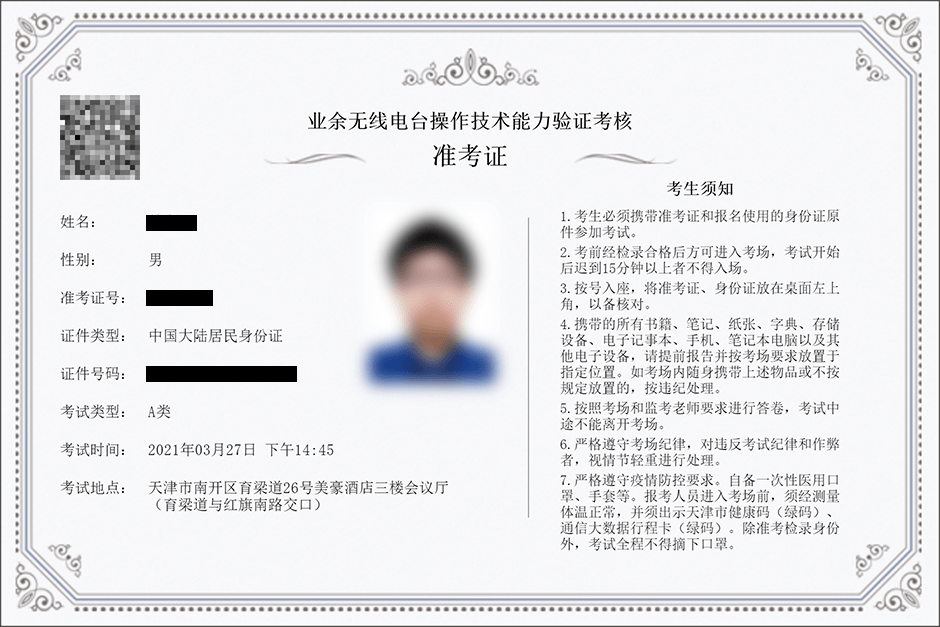 业余无线电台操作技术能力验证考核
准考证
姓名：
性别： 男
准考证号：
证件类型： 中国大陆居民身份证
证件号码：
考试类型： A类
考试时间： 2021年03月27日 下午14:45
考试地点： 天津市南开区育梁道26号美豪酒店三楼会议厅
（育梁道与红旗南路交口）
考生须知
1. 考生必须携带准考证和报名使用的身份证原
件参加考试。
2. 考前经检录合格后方可进入考场，考试开始
后迟到15分钟以上者不得入场。
3. 按号入座，将准考证、身份证放在桌面左上
角，以备核对。
4. 携带的所有书籍、笔记、纸张、字典、存储
设备、电子记事本、手机、笔记本电脑以及其
他电子设备，请提前报告并按考场要求放置于
指定位置。如考场内随身携带上述物品或不按
规定放置的，按违纪处理。
5. 按照考场和监考老师要求进行答卷，考试中
途不能离开考场。
6. 严格遵守考场纪律，对违反考试纪律和作弊
者，视情节轻重进行处理。
7. 严格遵守疫情防控要求。自备一次性医用口
罩、手套等。报考人员进入考场前，须经测量
体温正常，并须出示天津市健康码（绿码）、
通信大数据行程卡（绿码）。除准考检录身份
外，考试全程不得摘下口罩。